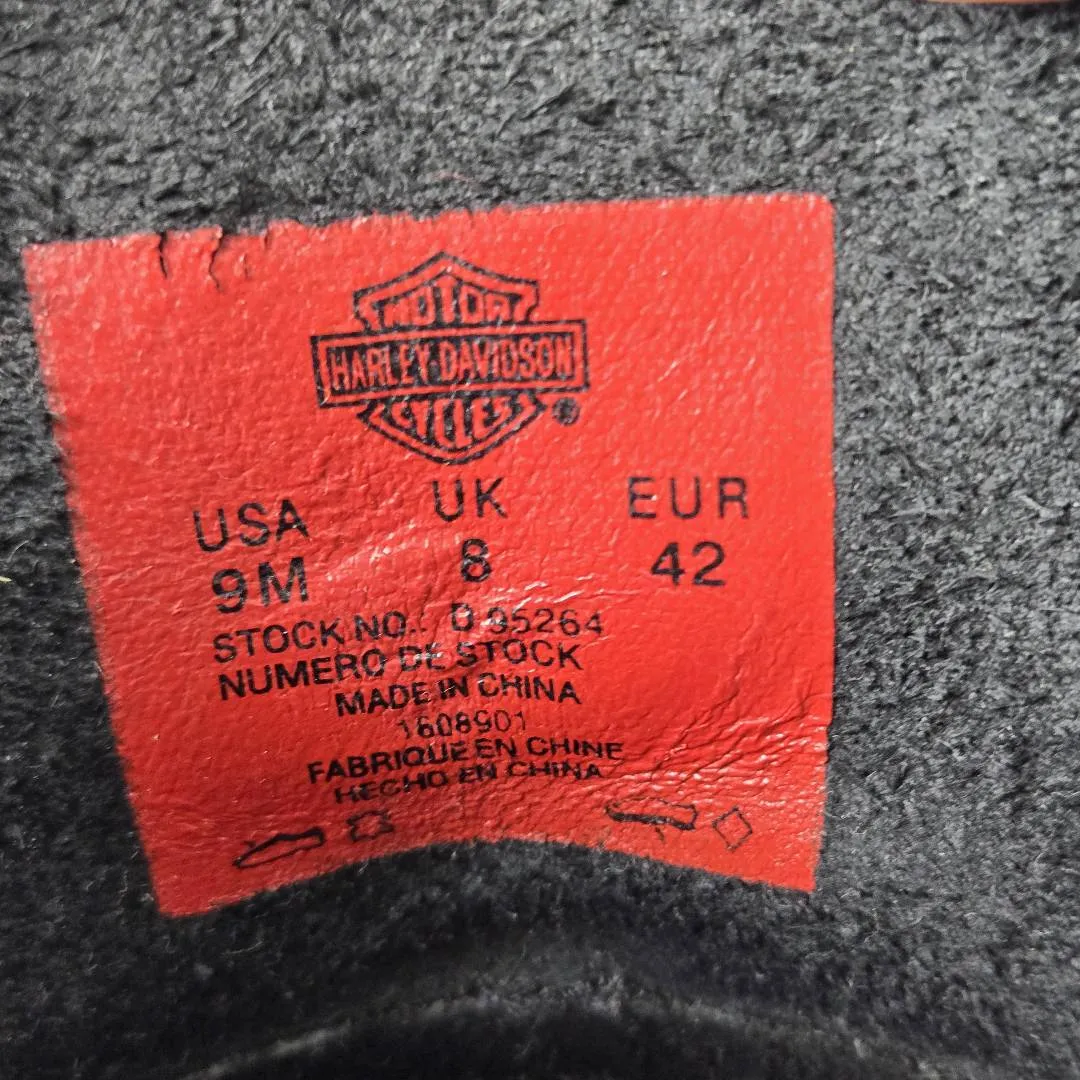 MOTOR
HARLEY-DAVIDSON
CYCLES ®
USA UK EUR
9M 8 42
STOCK NO.: D 95264
NUMERO DE STOCK
MADE IN CHINA
1608901
FABRIQUE EN CHINE
HECHO EN CHINA